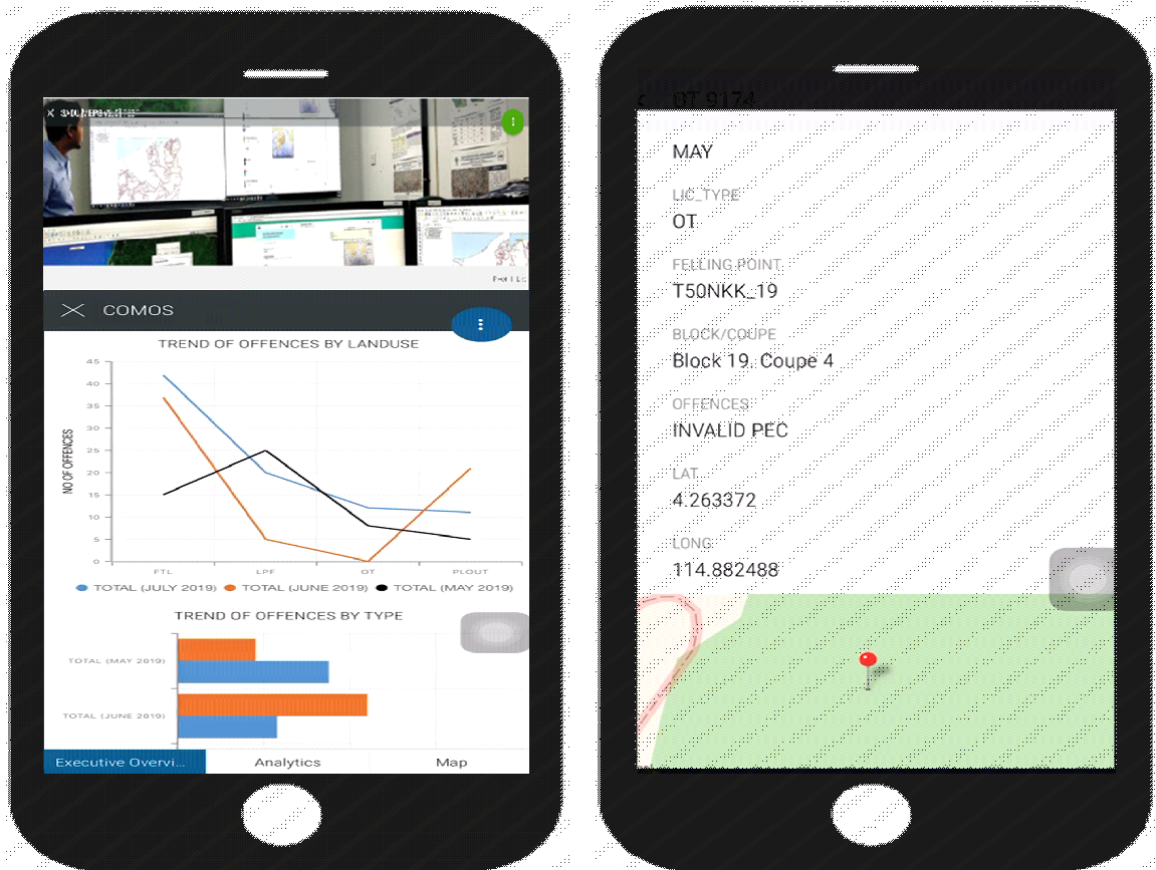 COMOS
TREND OF OFFENCES BY LANDUSE
45
40
35
30
25
20
15
10
5
0
NO OF OFFENCES
FTL LPF OT PLOUT
TOTAL (JULY 2019) TOTAL (JUNE 2019) TOTAL (MAY 2019)
TREND OF OFFENCES BY TYPE
TOTAL (MAY 2019)
TOTAL (JUNE 2019)
Executive Overvi... Analytics Map
OT 9174
MAY
LIC_TYPE
OT
FELLING POINT
T50NKK_19
BLOCK/COUPE
Block 19. Coupe 4
OFFENCES
INVALID PEC
LAT
4.263372
LONG
114.882488